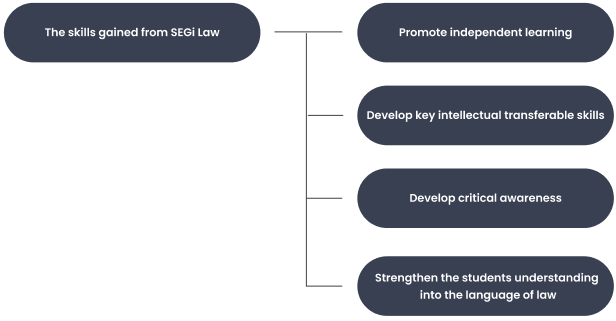 The skills gained from SEGi Law
Promote independent learning
Develop key intellectual transferable skills
Develop critical awareness
Strengthen the students understanding
into the language of law